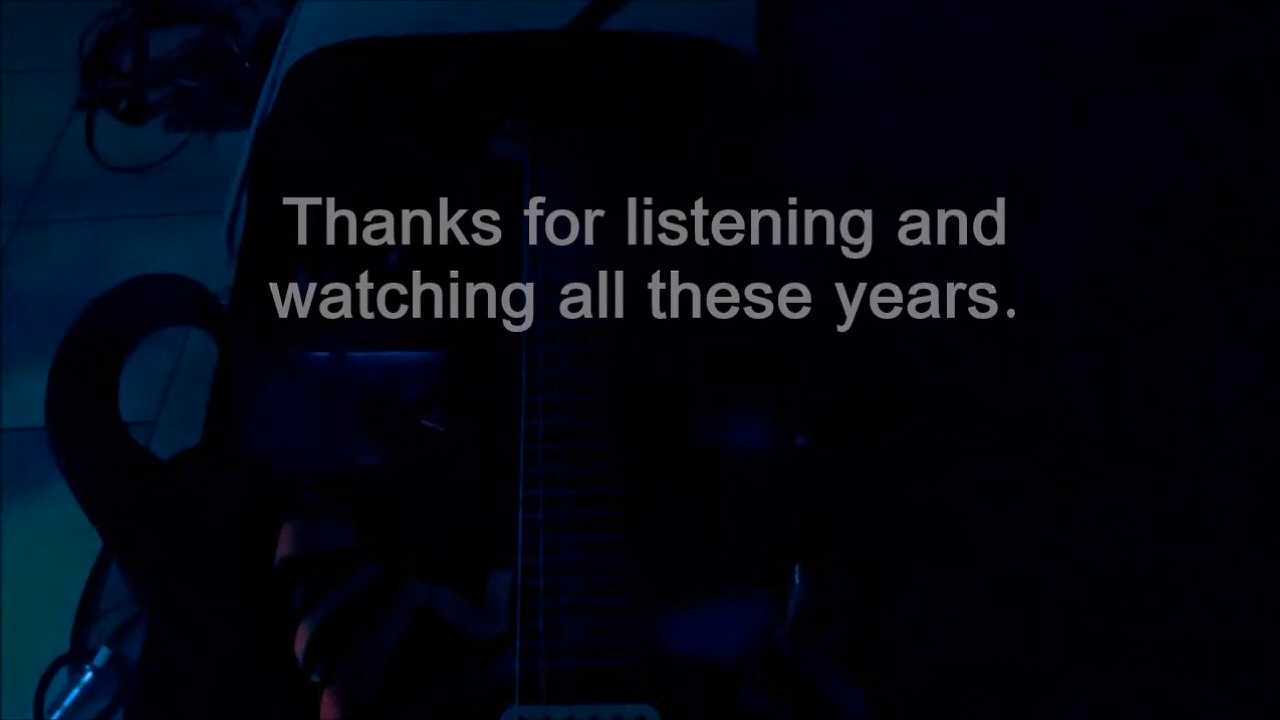 Thanks for listening and
watching all these years.